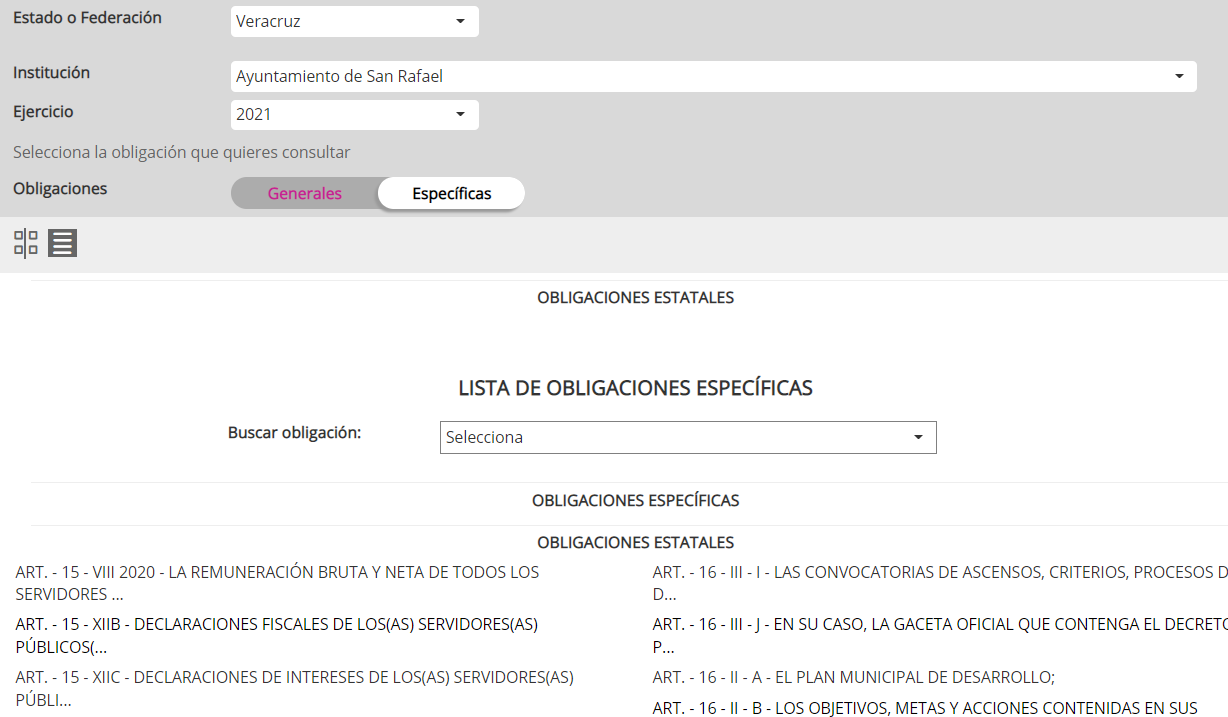 Estado o Federación
Veracruz
Institución
Ayuntamiento de San Rafael
Ejercicio
2021
Selecciona la obligación que quieres consultar
Obligaciones
Generales
Específicas
OBLIGACIONES ESTATALES
LISTA DE OBLIGACIONES ESPECÍFICAS
Buscar obligación:
Selecciona
OBLIGACIONES ESPECÍFICAS
OBLIGACIONES ESTATALES
ART. - 15 - VIII 2020 - LA REMUNERACIÓN BRUTA Y NETA DE TODOS LOS
SERVIDORES ...
ART. - 15 - XIIB - DECLARACIONES FISCALES DE LOS(AS) SERVIDORES(AS)
PÚBLICOS(...
ART. - 15 - XIIC - DECLARACIONES DE INTERESES DE LOS(AS) SERVIDORES(AS)
PÚBLI...
ART. - 16 - III - I - LAS CONVOCATORIAS DE ASCENSOS, CRITERIOS, PROCESOS D
D...
ART. - 16 - III - J - EN SU CASO, LA GACETA OFICIAL QUE CONTENGA EL DECRETO
P...
ART. - 16 - II - A - EL PLAN MUNICIPAL DE DESARROLLO;
ART. - 16 - II - B - LOS OBJETIVOS, METAS Y ACCIONES CONTENIDAS EN SUS